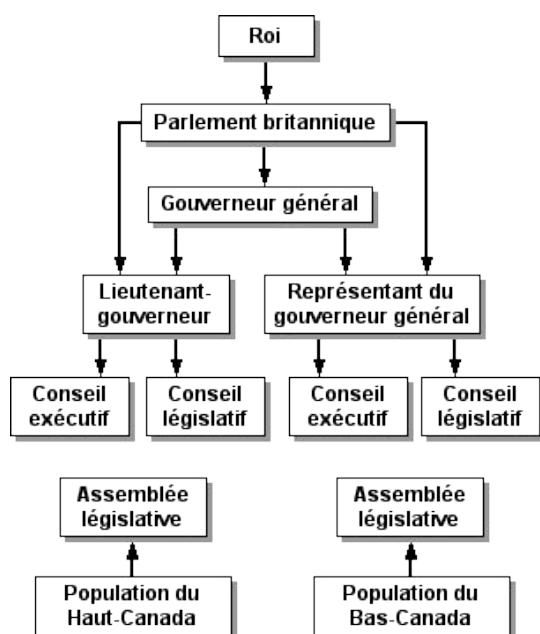 Roi
Parlement britannique
Gouverneur général
Lieutenant-
gouverneur
Représentant du
gouverneur général
Conseil
exécutif
Conseil
législatif
Conseil
exécutif
Conseil
législatif
Assemblée
législative
Assemblée
législative
Population du
Haut-Canada
Population du
Bas-Canada